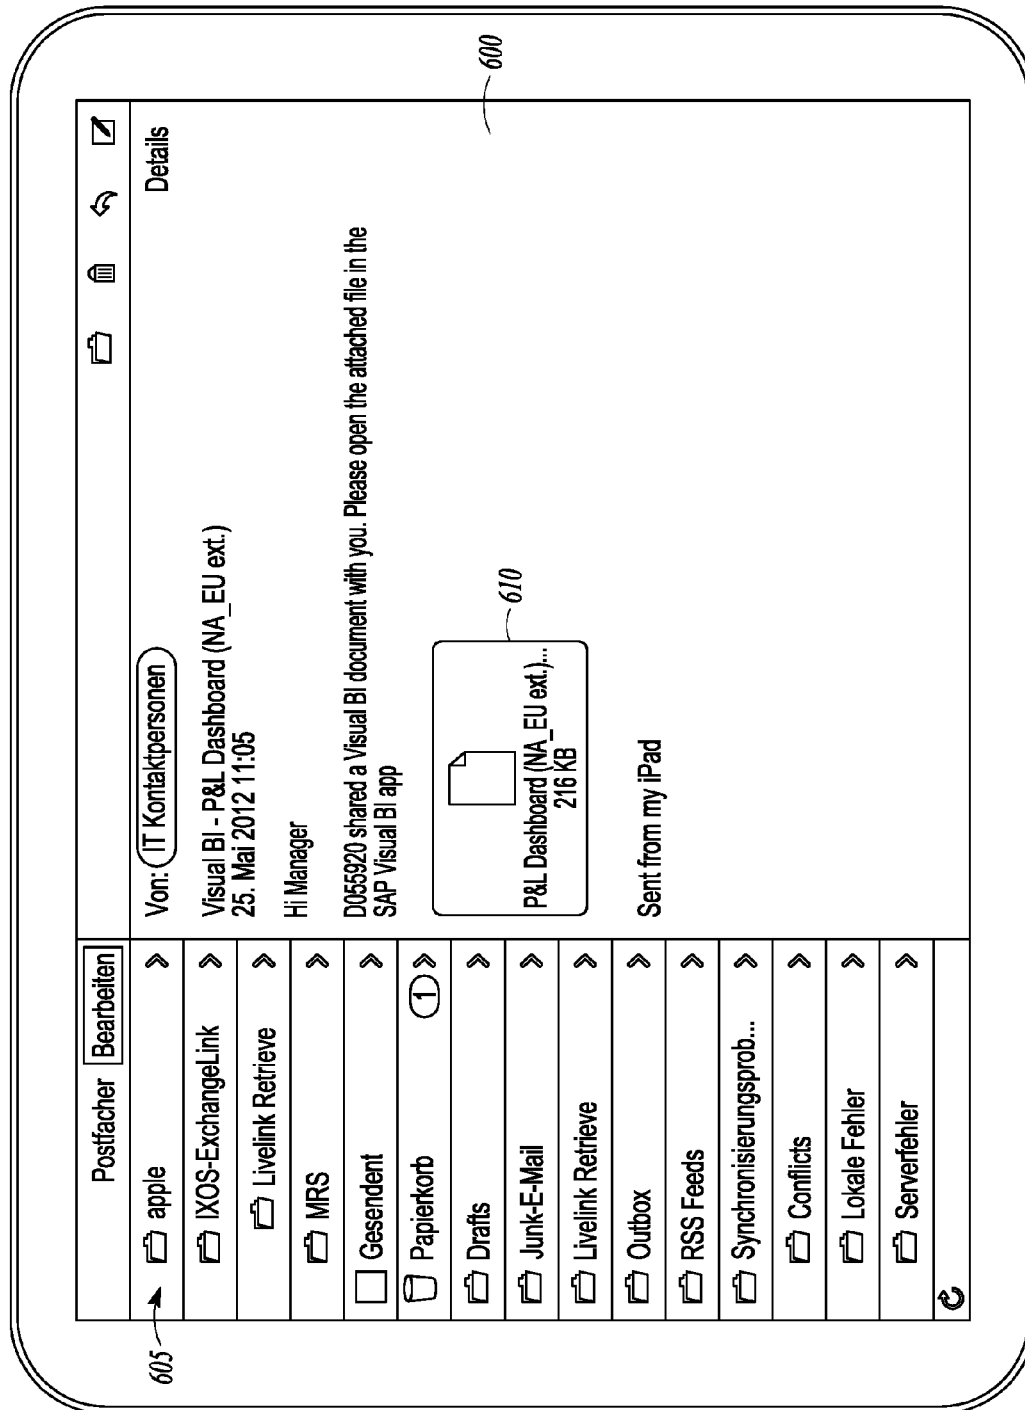 Postfacher Bearbeiten
605
apple
IXOS-ExchangeLink
Livelink Retrieve
MRS
Gesendent
Papierkorb 1
Drafts
Junk-E-Mail
Livelink Retrieve
Outbox
RSS Feeds
Synchronisierungsprob...
Conflicts
Lokale Fehler
Serverfehler
Von: IT Kontaktpersonen Details
Visual BI - P&L Dashboard (NA_EU ext.)
25. Mai 2012 11:05
Hi Manager
D055920 shared a Visual BI document with you. Please open the attached file in the
SAP Visual BI app
610
P&L Dashboard (NA_EU ext.)...
216 KB
Sent from my iPad
600